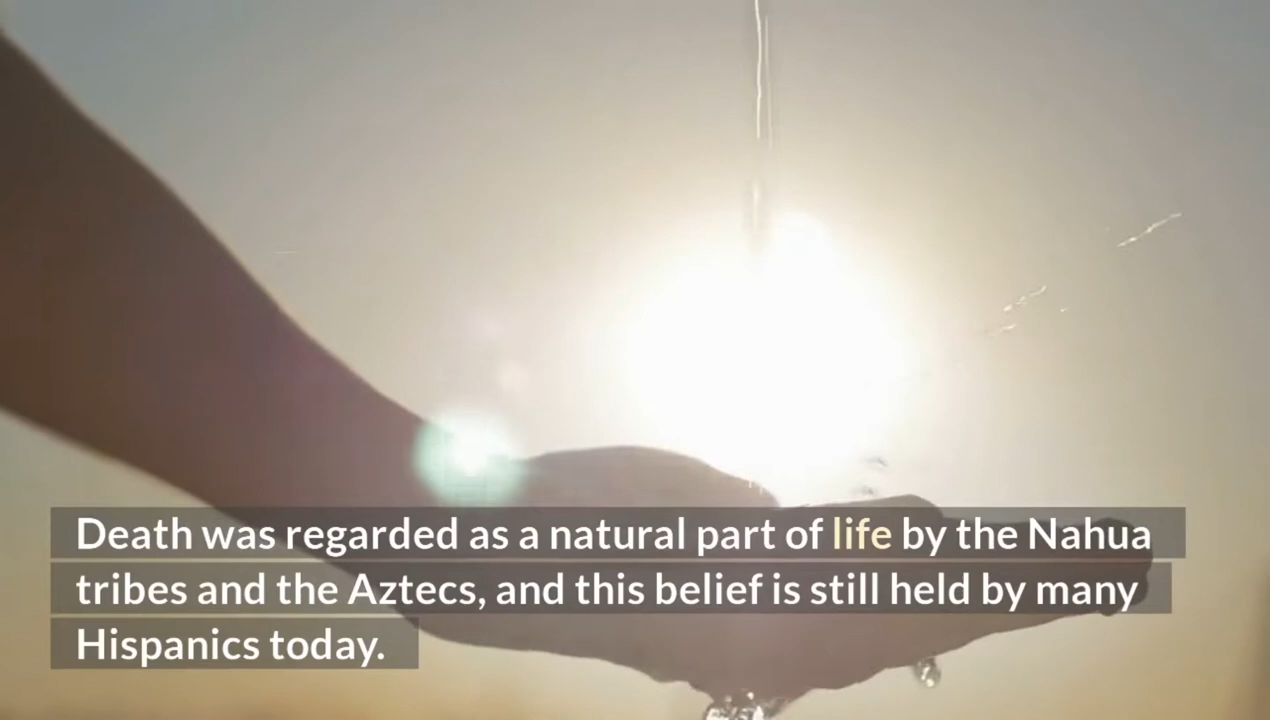 Death was regarded as a natural part of life by the Nahua
tribes and the Aztecs, and this belief is still held by many
Hispanics today.